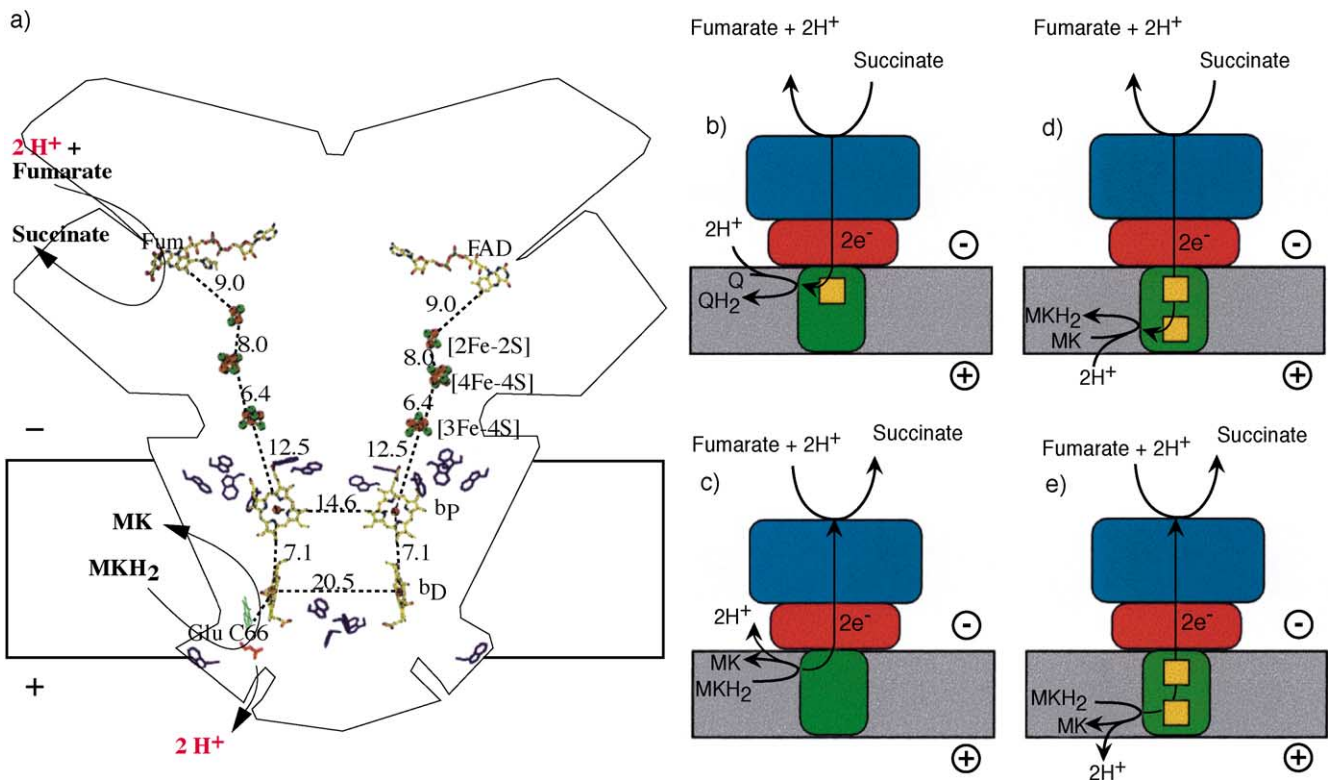 a)
2 H+ +
Fumarate
Succinate
Fum
FAD
9.0
9.0
[2Fe-2S]
8.0
8.0
[4Fe-4S]
6.4
6.4
[3Fe-4S]
−
12.5
12.5
14.6
bP
MK
7.1
7.1
MKH2
20.5
bD
Glu C66
+
2 H+
b)
Fumarate + 2H+
Succinate
2H+
2e-
-
Q
QH2
+
d)
Fumarate + 2H+
Succinate
2e-
-
MKH2
MK
2H+
+
c)
Fumarate + 2H+
Succinate
2H+
2e-
-
MK
MKH2
+
e)
Fumarate + 2H+
Succinate
2e-
-
MKH2
MK
2H+
+